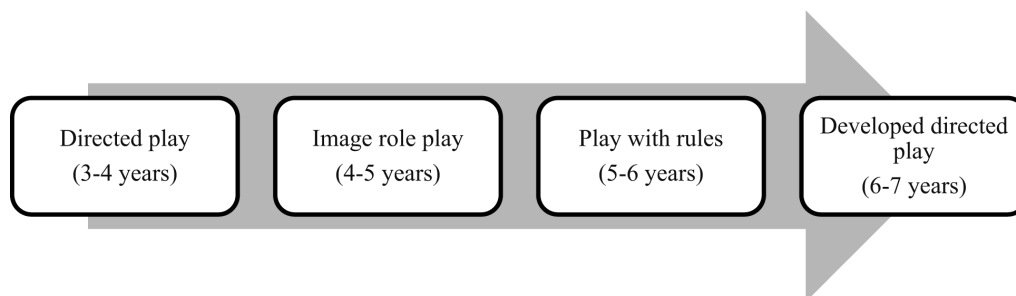 Directed play
(3-4 years)
Image role play
(4-5 years)
Play with rules
(5-6 years)
Developed directed
play
(6-7 years)